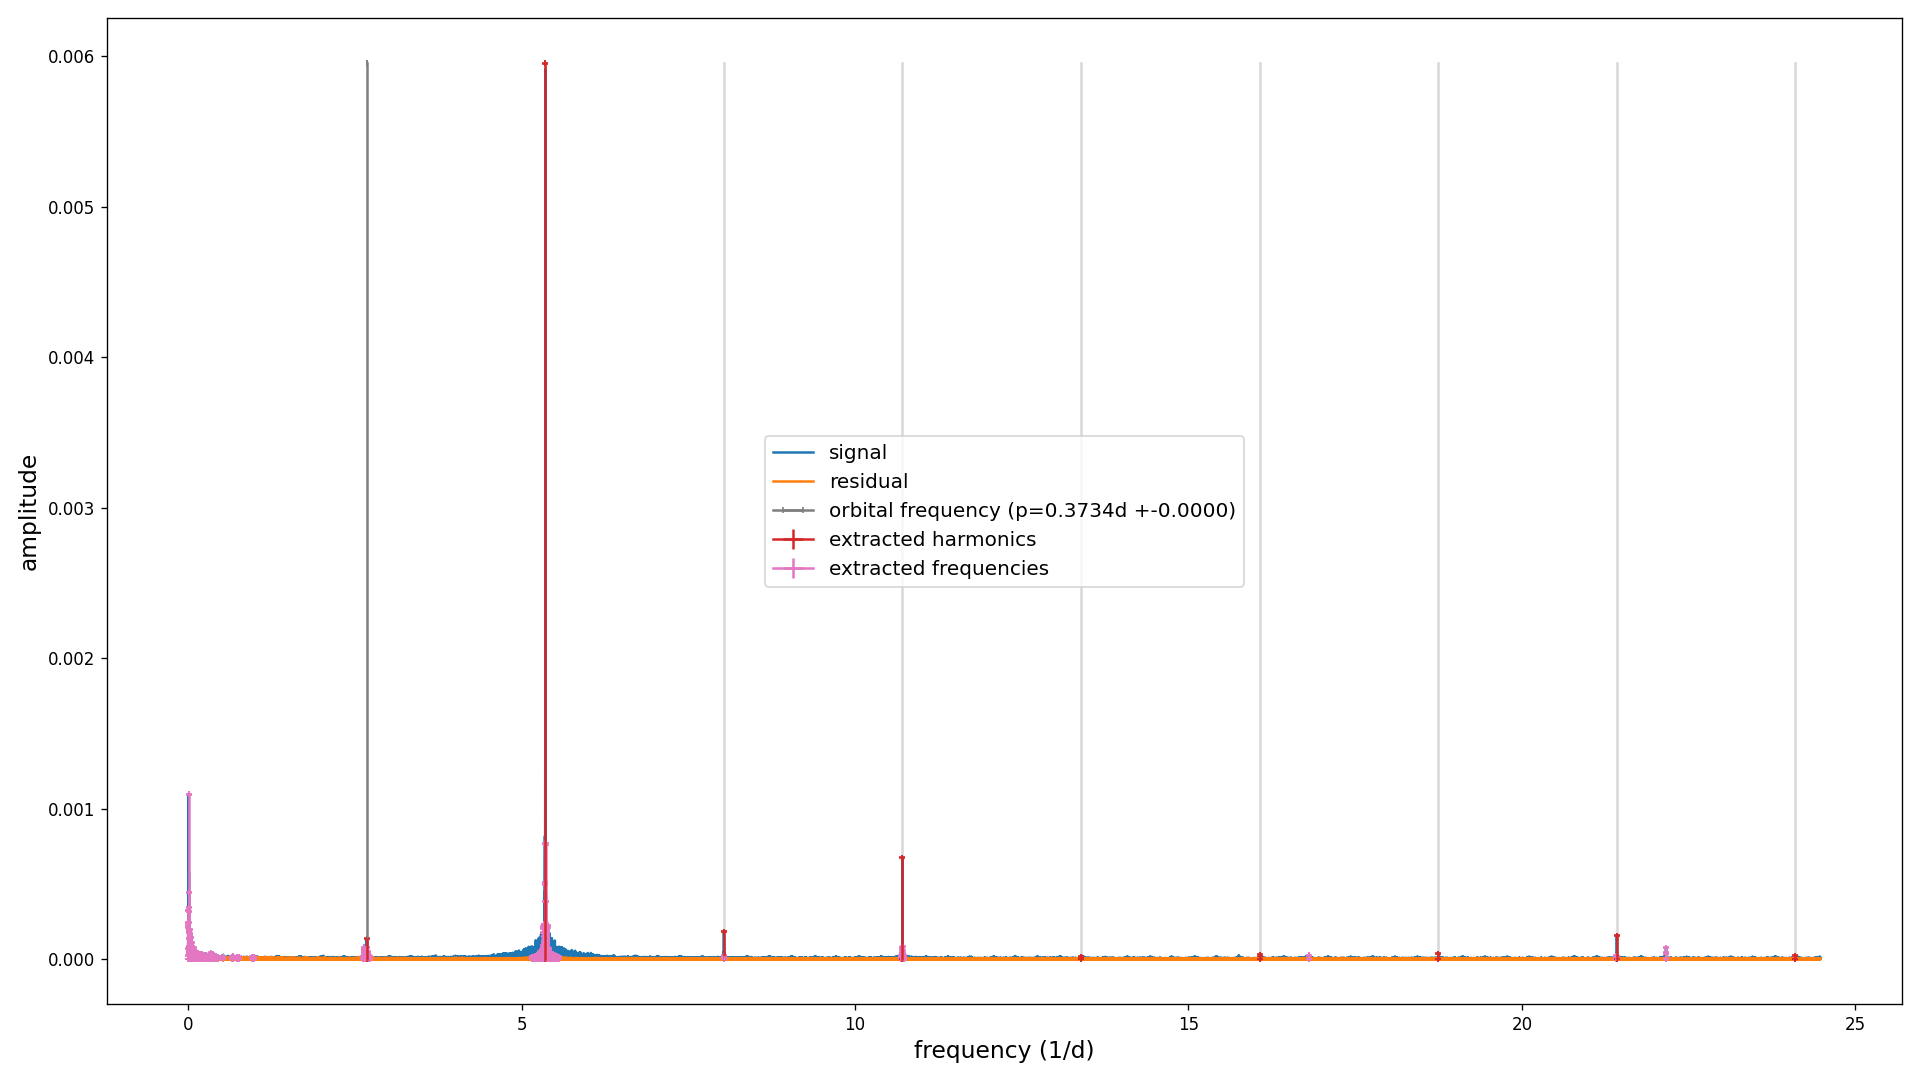 0.006
0.005
0.004
0.003
0.002
0.001
0.000
amplitude
signal
residual
orbital frequency (p=0.3734d +-0.0000)
extracted harmonics
extracted frequencies
0 5 10 15 20 25
frequency (1/d)